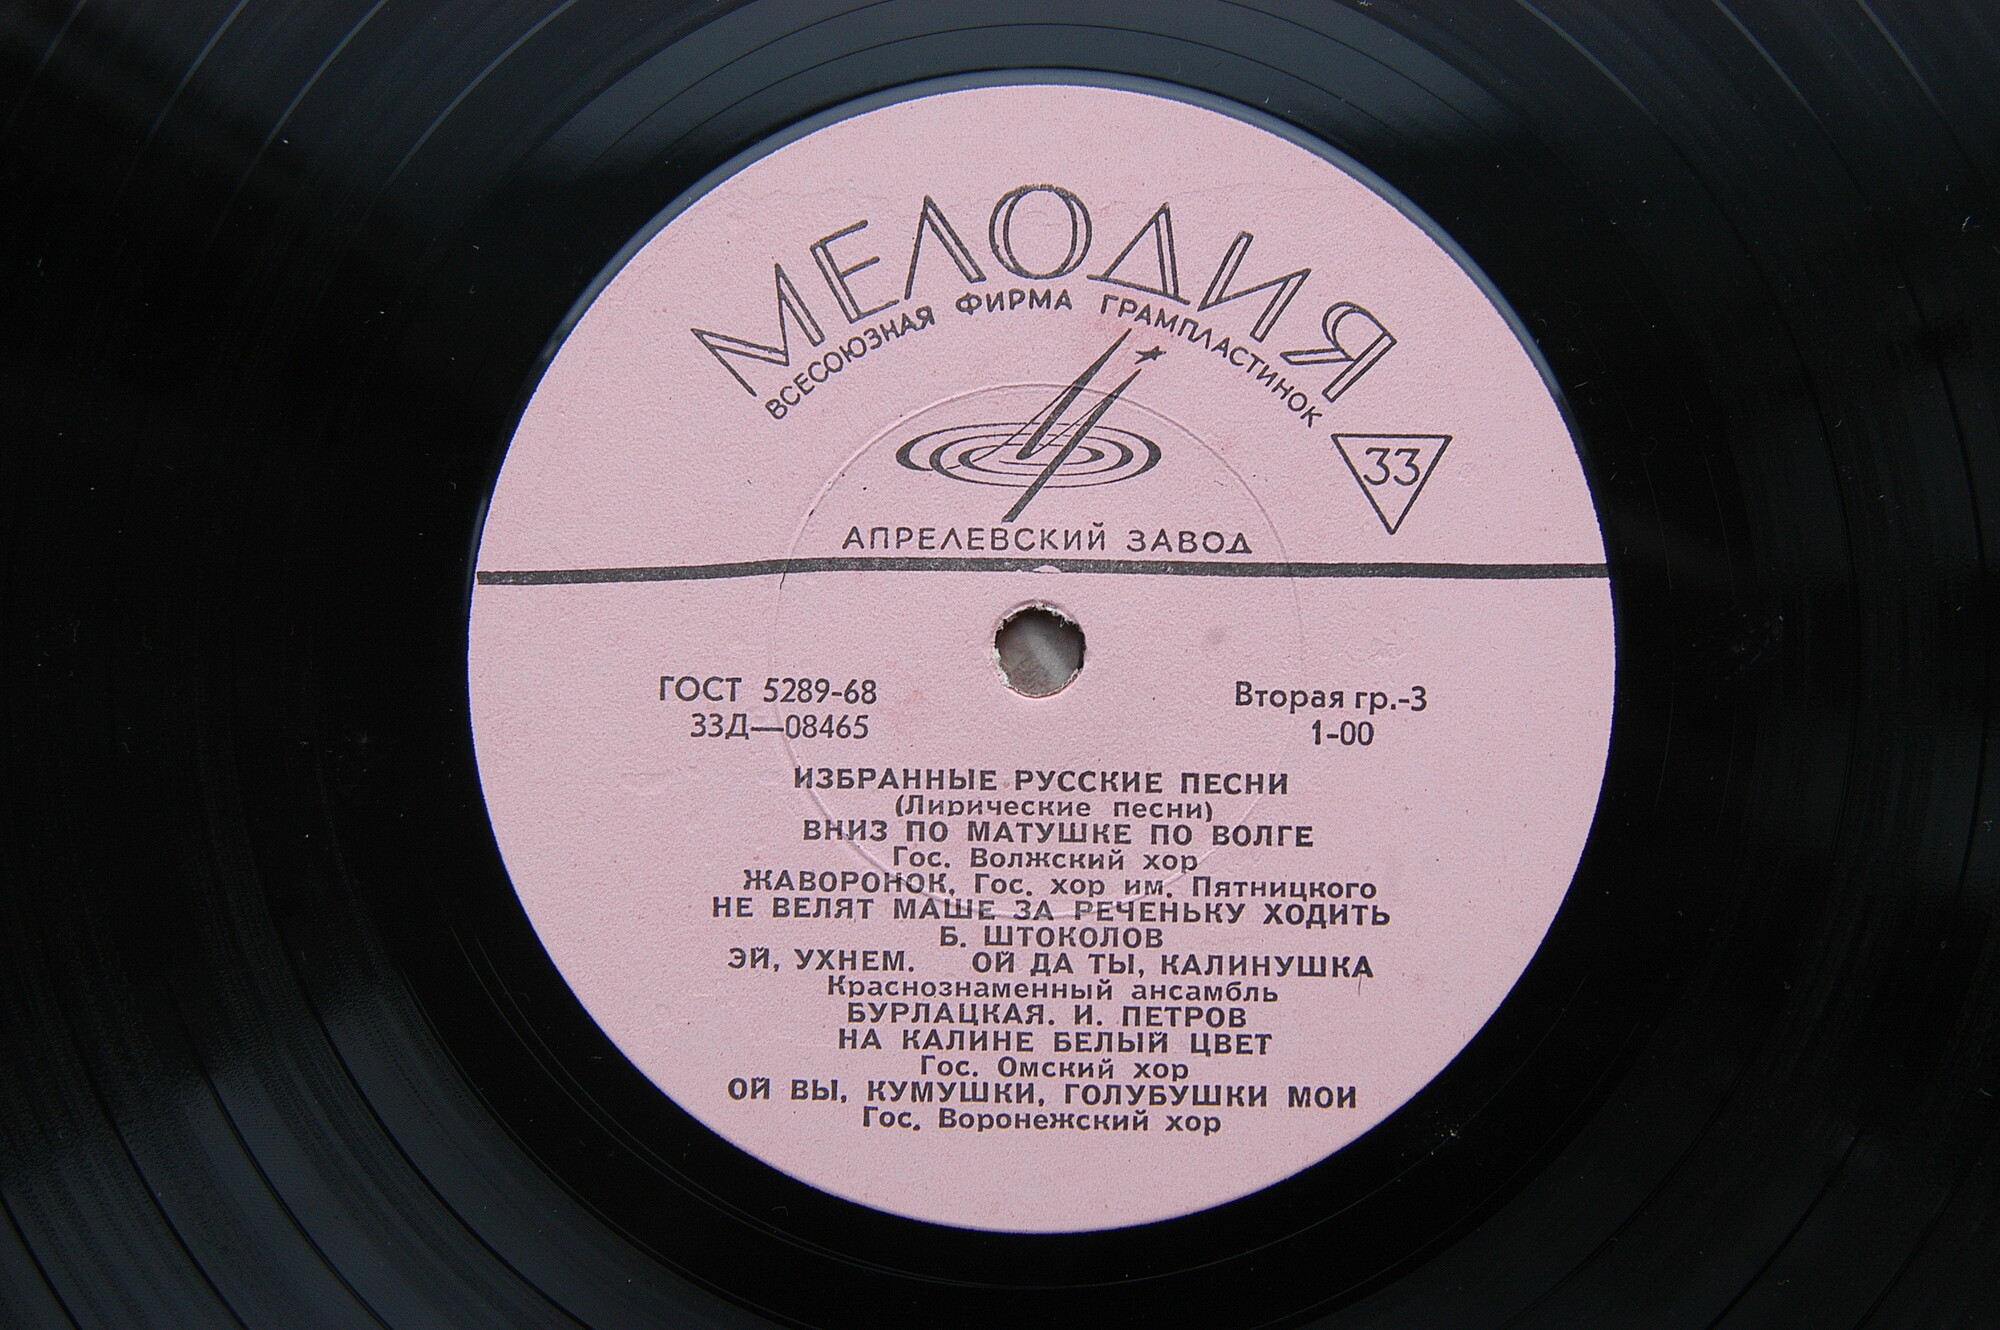 МЕЛОДИЯ
ВСЕСОЮЗНАЯ ФИРМА ГРАМПЛАСТИНОК
33
АПРЕЛЕВСКИЙ ЗАВОД
ГОСТ 5289-68
33Д—08465
Вторая гр.-3
1-00
ИЗБРАННЫЕ РУССКИЕ ПЕСНИ
(Лирические песни)
ВНИЗ ПО МАТУШКЕ ПО ВОЛГЕ
Гос. Волжский хор
ЖАВОРОНОК, Гос. хор им. Пятницкого
НЕ ВЕЛЯТ МАШЕ ЗА РЕЧЕНЬКУ ХОДИТЬ
Б. ШТОКОЛОВ
ЭЙ, УХНЕМ. ОЙ ДА ТЫ, КАЛИНУШКА
Краснознаменный ансамбль
БУРЛАЦКАЯ. И. ПЕТРОВ
НА КАЛИНЕ БЕЛЫЙ ЦВЕТ
Гос. Омский хор
ОЙ ВЫ, КУМУШКИ, ГОЛУБУШКИ МОИ
Гос. Воронежский хор